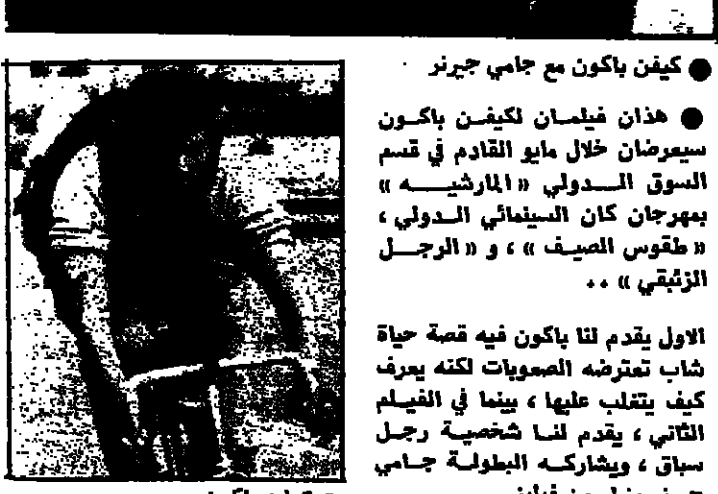 ● كيفن باكون مع جامي جيرنر
● هذان فيلمان لكيفن باكون
سيعرضان خلال مايو القادم في قسم
السوق الدولي « المارشيه »
بمهرجان كان السينمائي الدولي ،
« طقوس الصيف » ، و « الرجل
الزئبقي » ..
الاول يقدم لنا باكون فيه قصة حياة
شاب تعترضه الصعوبات لكنه يعرف
كيف يتغلب عليها ، بينما في الفيلم
الثاني ، يقدم لنا شخصية رجل
سباق ، ويشاركه البطولة جامي